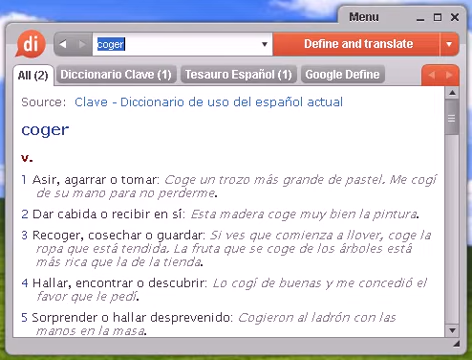 Menu
di
coger
Define and translate
All (2)
Diccionario Clave (1)
Tesauro Español (1)
Google Define
Source: Clave - Diccionario de uso del español actual
coger
v.
1 Asir, agarrar o tomar: Coge un trozo más grande de pastel. Me cogí
de su mano para no perderme.
2 Dar cabida o recibir en sí: Esta madera coge muy bien la pintura.
3 Recoger, cosechar o guardar: Si ves que comienza a llover, coge la
ropa que está tendida. La fruta que se coge de los árboles está
más rica que la de la tienda.
4 Hallar, encontrar o descubrir: Lo cogí de buenas y me concedió el
favor que le pedí.
5 Sorprender o hallar desprevenido: Cogieron al ladrón con las
manos en la masa.